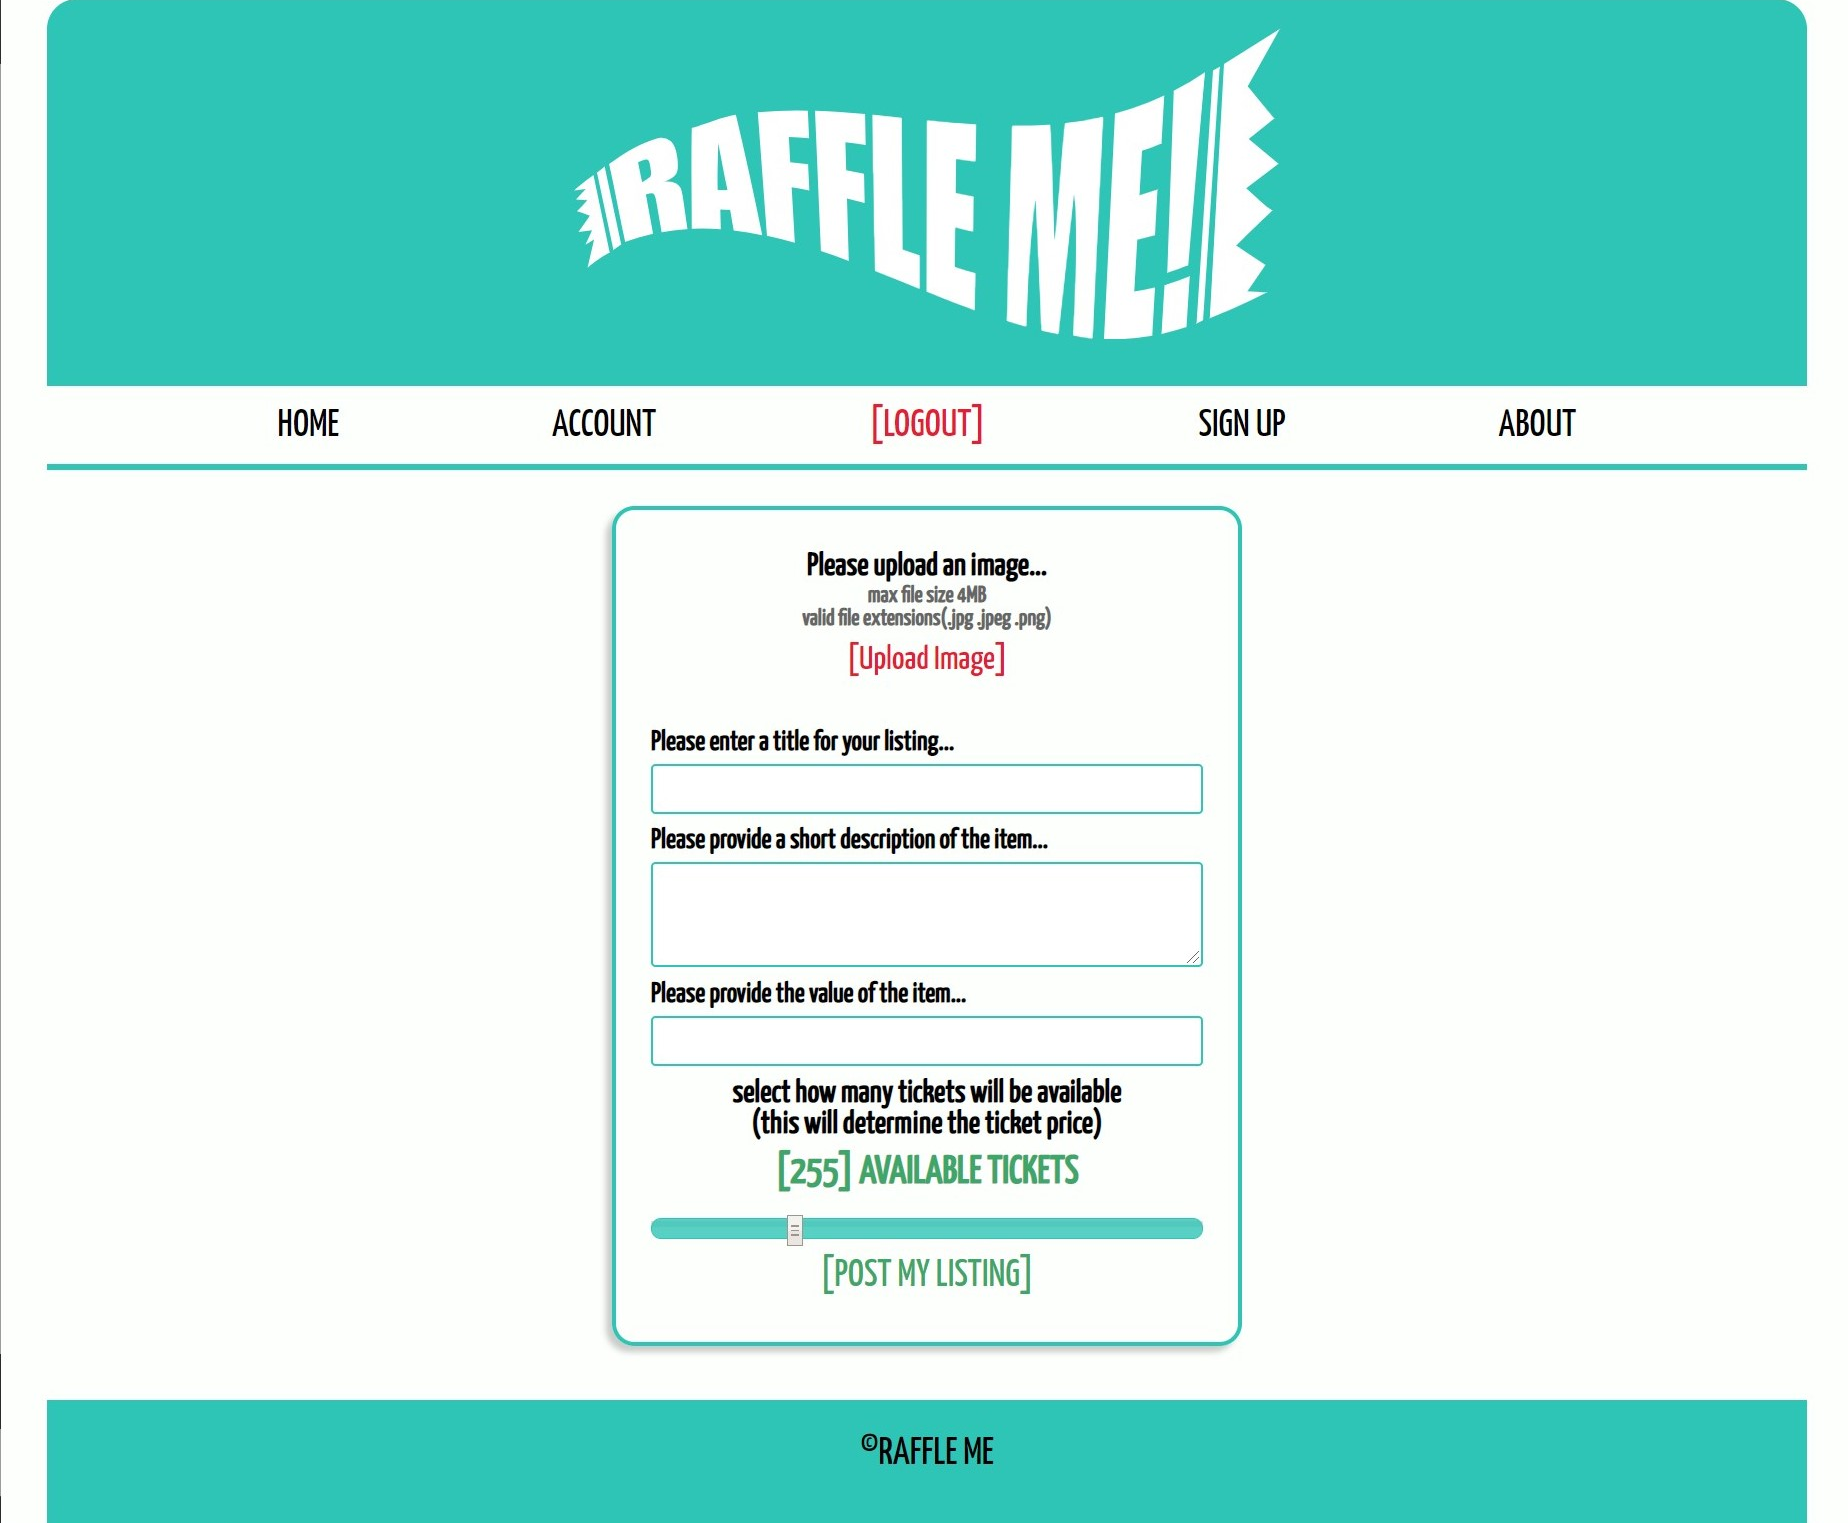 RAFFLE ME!
HOME ACCOUNT [LOGOUT] SIGN UP ABOUT
Please upload an image...
max file size 4MB
valid file extensions(.jpg .jpeg .png)
[Upload Image]
Please enter a title for your listing...
Please provide a short description of the item...
Please provide the value of the item...
select how many tickets will be available
(this will determine the ticket price)
[255] AVAILABLE TICKETS
[POST MY LISTING]
©RAFFLE ME